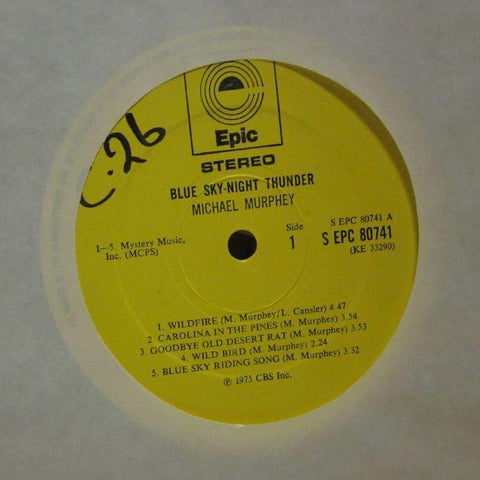 C.26
Epic
STEREO
BLUE SKY-NIGHT THUNDER
MICHAEL MURPHEY
1—5. Mystery Music,
Inc. (MCPS)
Side
1
S EPC 80741 A
S EPC 80741
(KE 33290)
1. WILDFIRE (M. Murphey/L. Cansler) 4 47
2. CAROLINA IN THE PINES (M. Murphey) 3.54
3. GOODBYE OLD DESERT RAT (M. Murphey) 3.53
4. WILD BIRD (M. Murphey) 2.24
5. BLUE SKY RIDING SONG (M. Murphey) 3.32
℗ 1975 CBS Inc.